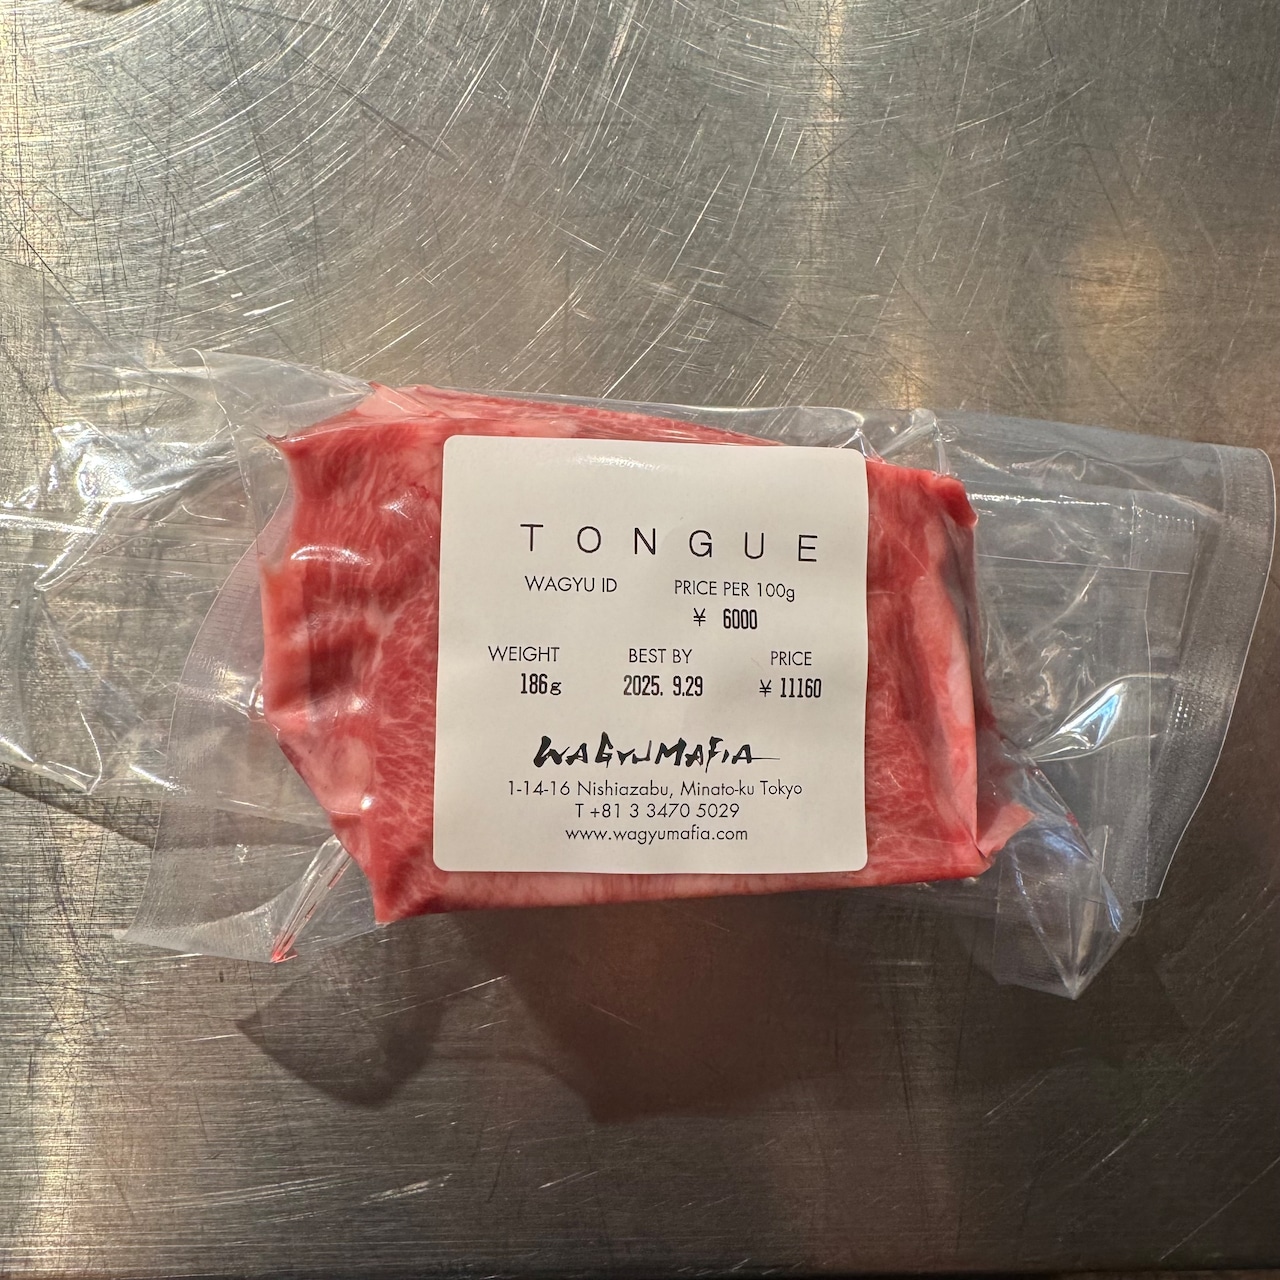 TONGUE
WAGYU ID PRICE PER 100g
¥ 6000
WEIGHT BEST BY PRICE
186g 2025. 9.29 ¥ 11160
WAGYUMAFIA
1-14-16 Nishiazabu, Minato-ku Tokyo
T +81 3 3470 5029
www.wagyumafia.com